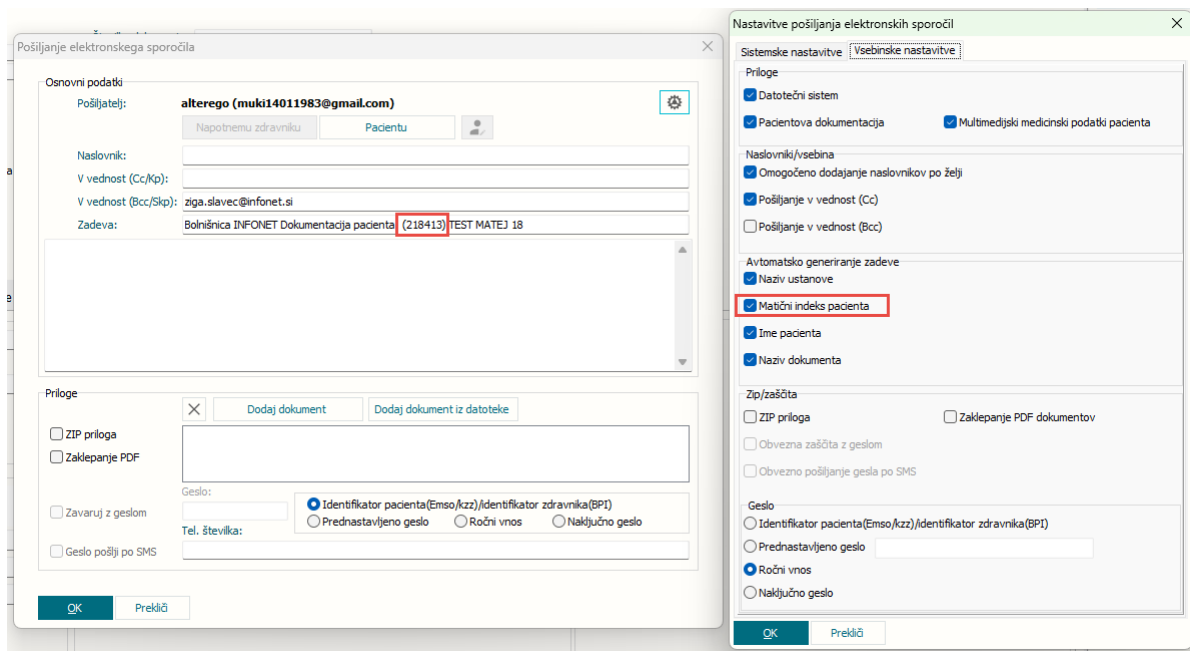 Pošiljanje elektronskega sporočila
Osnovni podatki
Pošiljatelj: alterego (muki14011983@gmail.com)
Napotnemu zdravniku Pacientu
Naslovnik:
V vednost (Cc/Kp):
V vednost (Bcc/Skp): ziga.slavec@infonet.si
Zadeva: Bolnišnica INFONET Dokumentacija pacienta (218413) TEST MATEJ 18
Priloge
Dodaj dokument Dodaj dokument iz datoteke
ZIP priloga
Zaklepanje PDF
Geslo:
Zavaruj z geslom
Identifikator pacienta(Emso/kzz)/identifikator zdravnika(BPI)
Prednastavljeno geslo Ročni vnos Naključno geslo
Tel. številka:
Geslo pošlji po SMS
OK Prekliči
Nastavitve pošiljanja elektronskih sporočil
Sistemske nastavitve Vsebinske nastavitve
Priloge
Datotečni sistem
Pacientova dokumentacija Multimedijski medicinski podatki pacienta
Naslovniki/vsebina
Omogočeno dodajanje naslovnikov po želji
Pošiljanje v vednost (Cc)
Pošiljanje v vednost (Bcc)
Avtomatsko generiranje zadeve
Naziv ustanove
Matični indeks pacienta
Ime pacienta
Naziv dokumenta
Zip/zaščita
ZIP priloga Zaklepanje PDF dokumentov
Obvezna zaščita z geslom
Obvezno pošiljanje gesla po SMS
Geslo
Identifikator pacienta(Emso/kzz)/identifikator zdravnika(BPI)
Prednastavljeno geslo
Ročni vnos
Naključno geslo
OK Prekliči